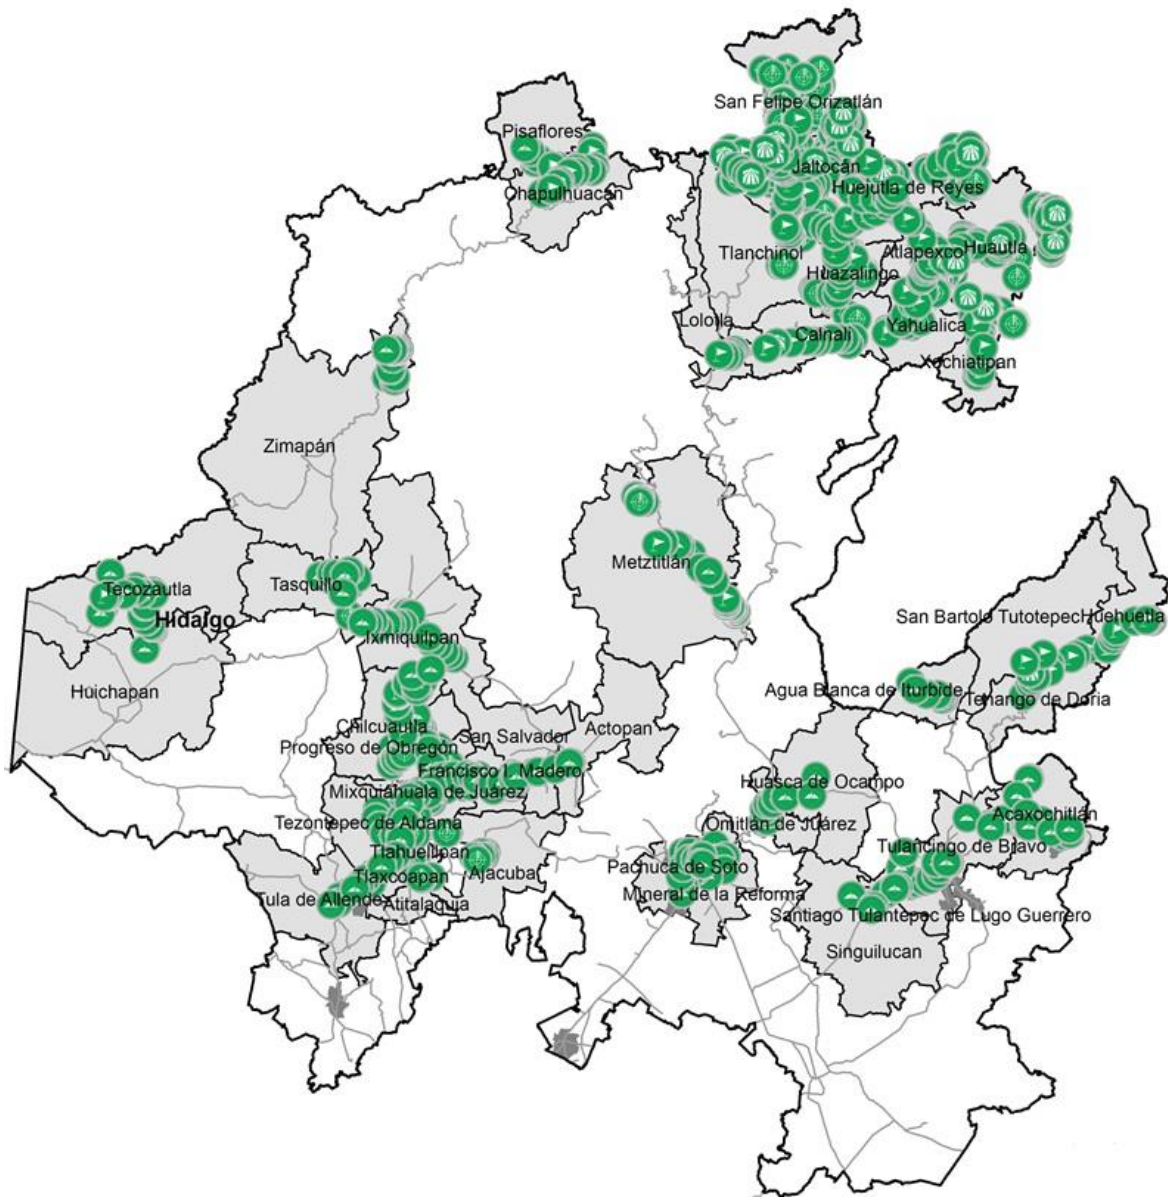 San Felipe Orizatlán
Pisaflores
Jaltocán
Chapulhuacán
Huejutla de Reyes
Tlanchinol
Atlapexco
Huautla
Huazalingo
Lolotla
Calnali
Yahualica
Xochiatipan
Zimapán
Metztitlán
Tasquillo
Tecozautla
Hidalgo
San Bartolo Tutotepec
Huehuetla
Ixmiquilpan
Huichapan
Agua Blanca de Iturbide
Tenango de Doria
Chilcuautla
San Salvador
Actopan
Progreso de Obregón
Francisco I. Madero
Huasca de Ocampo
Mixquiahuala de Juárez
Acaxochitlán
Tezontepec de Aldama
Omitlán de Juárez
Tlahuelilpan
Tulancingo de Bravo
Pachuca de Soto
Ajacuba
Tlaxcoapan
Mineral de la Reforma
Tula de Allende
Atitalaquia
Santiago Tulantepec de Lugo Guerrero
Singuilucan